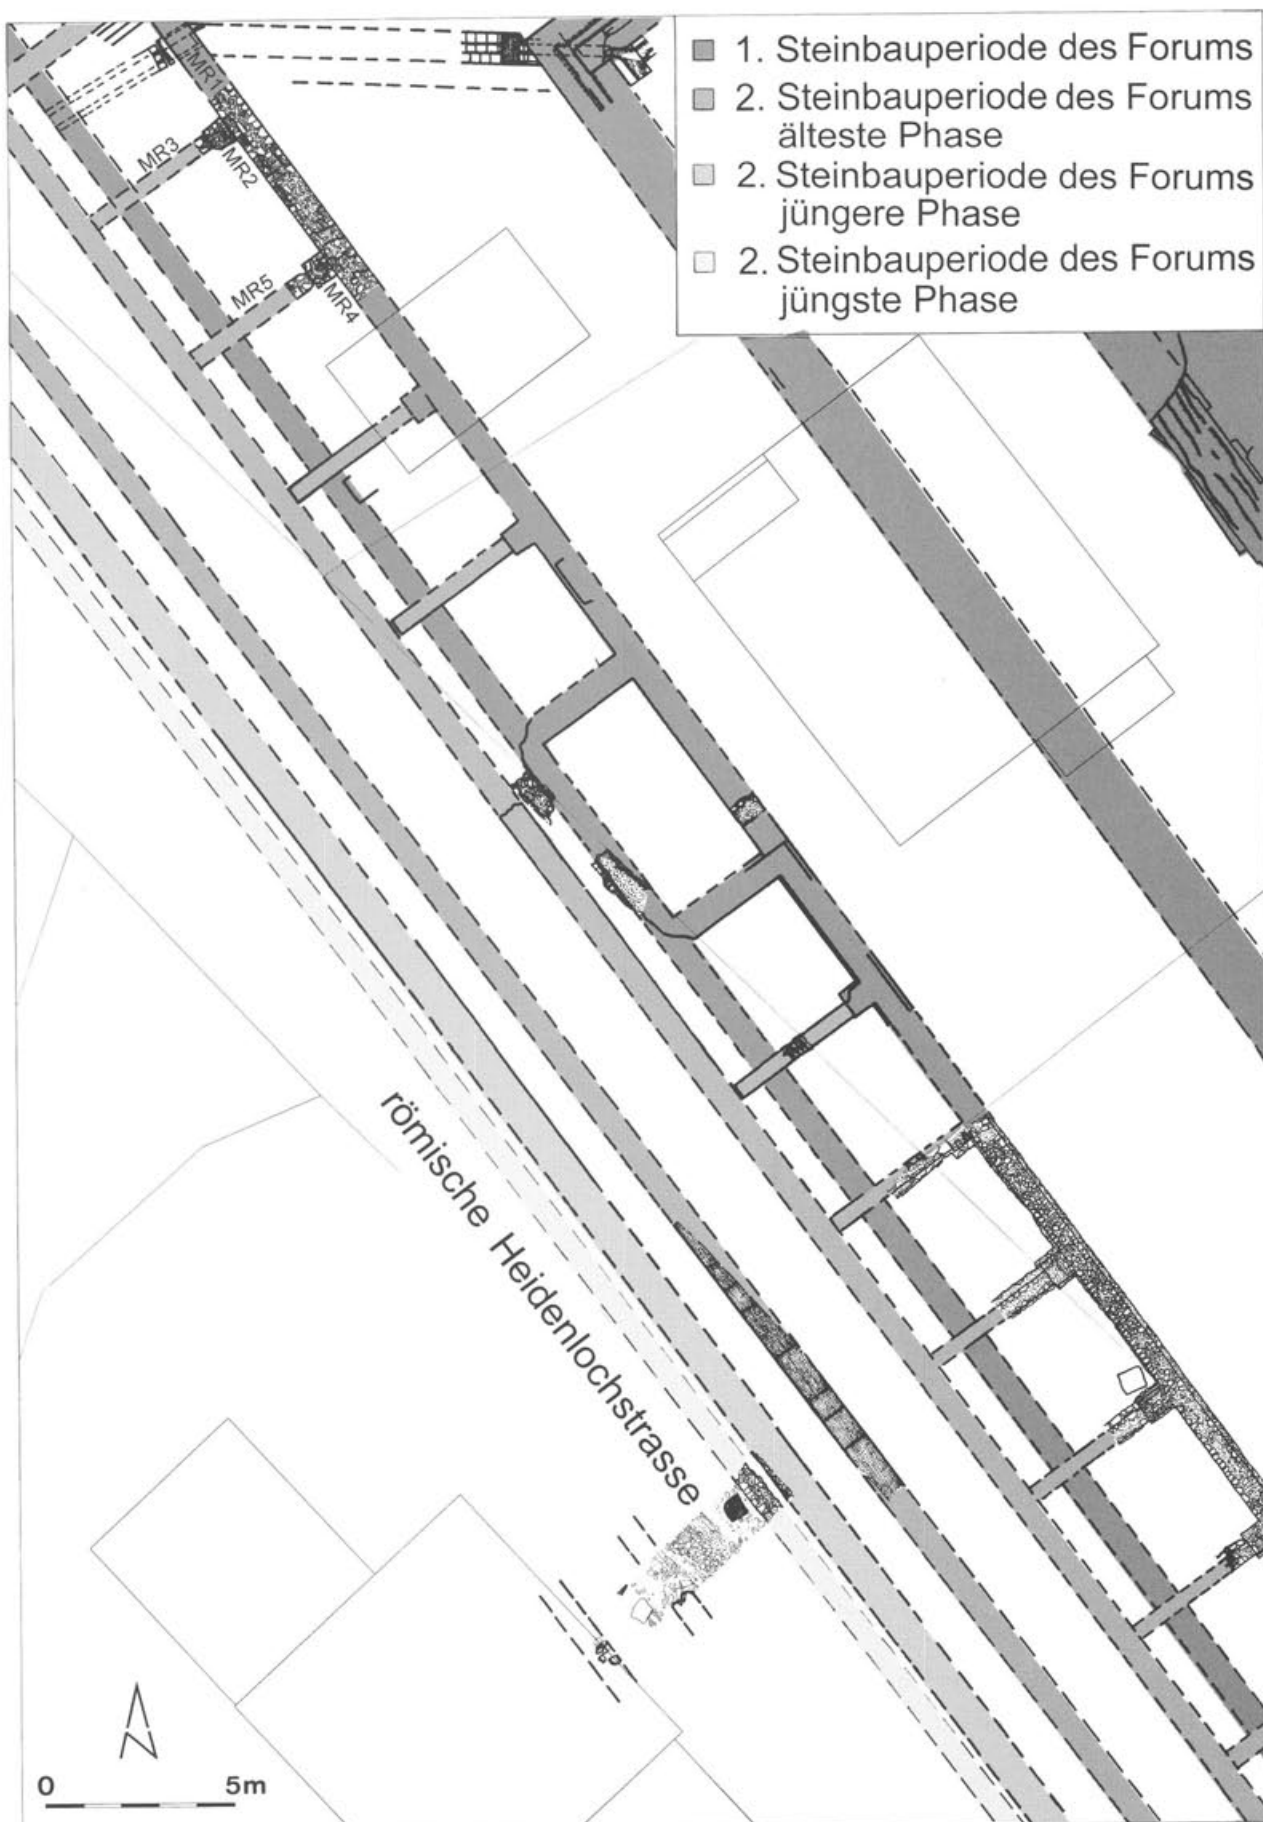 1. Steinbauperiode des Forums
2. Steinbauperiode des Forums
älteste Phase
2. Steinbauperiode des Forums
jüngere Phase
2. Steinbauperiode des Forums
jüngste Phase
MR1
MR3
MR2
MR5
MR4
römische Heidenlochstrasse
N
0 5m